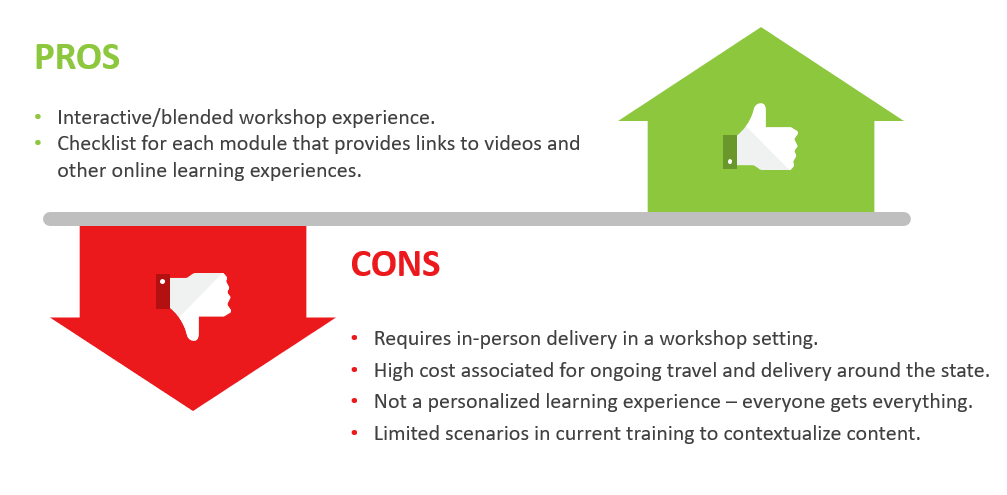 PROS
• Interactive/blended workshop experience.
• Checklist for each module that provides links to videos and
other online learning experiences.
CONS
• Requires in-person delivery in a workshop setting.
• High cost associated for ongoing travel and delivery around the state.
• Not a personalized learning experience – everyone gets everything.
• Limited scenarios in current training to contextualize content.